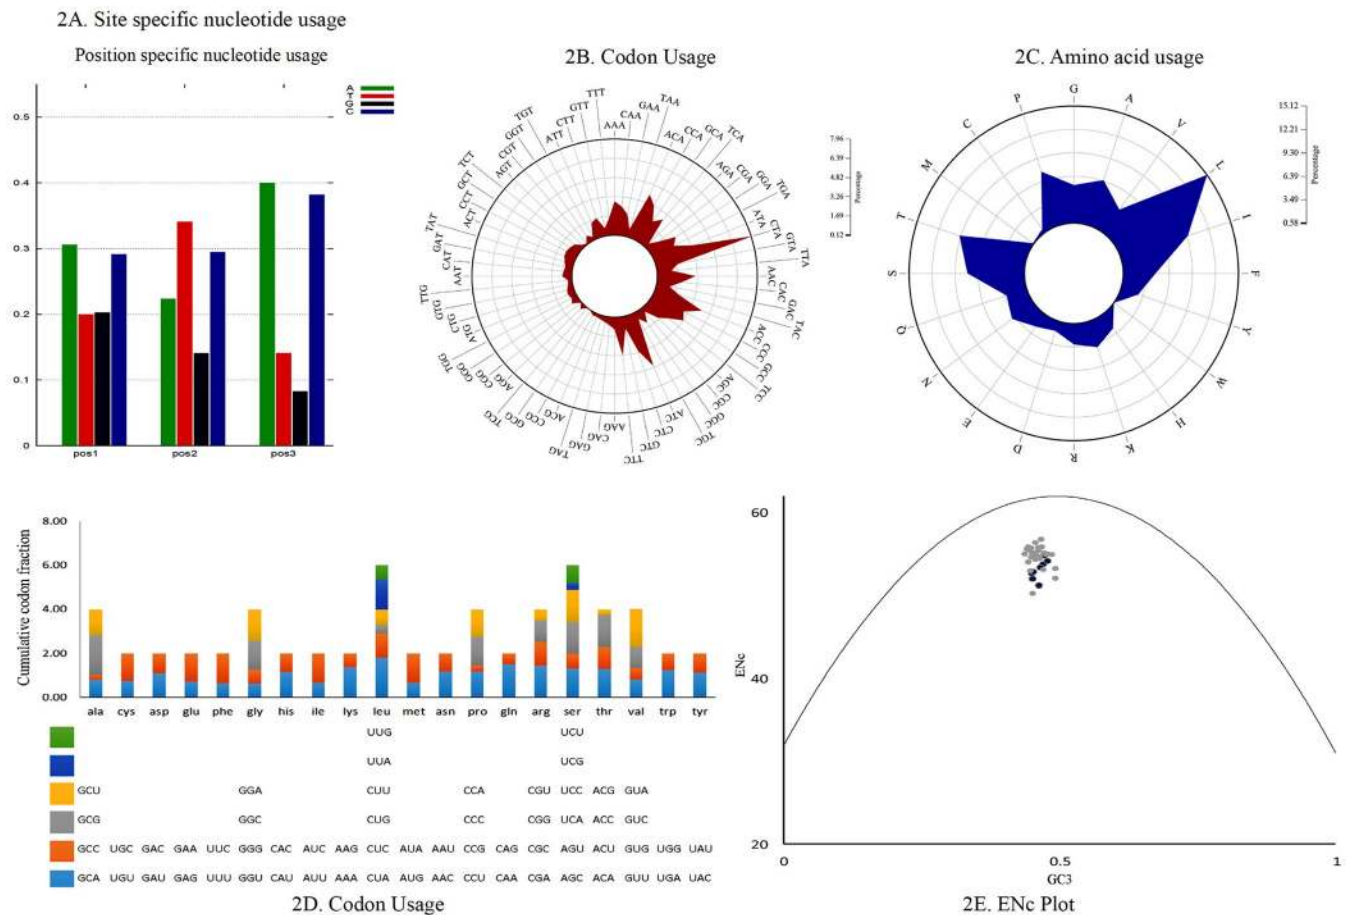 2A. Site specific nucleotide usage
Position specific nucleotide usage
A
T
G
C
0.5
0.4
0.3
0.2
0.1
0
pos1 pos2 pos3
2B. Codon Usage
AAA
CAA
GAA
TAA
ACA
CCA
GCA
TCA
AGA
CGA
GGA
TGA
ATA
CTA
GTA
TTA
AAC
CAC
GAC
TAC
ACC
CCC
GCC
TCC
AGC
CGC
GGC
TGC
ATC
CTC
GTC
TTC
AAG
CAG
GAG
TAG
ACG
CCG
GCG
TCG
AGG
CGG
GGG
TGG
ATG
CTG
GTG
TTG
AAT
CAT
GAT
TAT
ACT
CCT
GCT
TCT
AGT
CGT
GGT
TGT
ATT
CTT
GTT
TTT
7.96
6.39
4.82
3.26
1.69
0.12
Percentage
2C. Amino acid usage
G
A
V
L
I
F
Y
W
H
K
R
D
E
N
Q
S
T
M
C
P
15.12
12.21
9.30
6.39
3.49
0.58
Percentage
Cumulative codon fraction
8.00
6.00
4.00
2.00
0.00
ala cys asp glu phe gly his ile lys leu met asn pro gln arg ser thr val trp tyr
UUG UCU
UUA UCG
GCU GGA CUU CCA CGU UCC ACG GUA
GCG GGC CUG CCC CGG UCA ACC GUC
GCC UGC GAC GAA UUC GGG CAC AUC AAG CUC AUA AAU CCG CAG CGC AGU ACU GUG UGG UAU
GCA UGU GAU GAG UUU GGU CAU AUU AAA CUA AUG AAC CCU CAA CGA AGC ACA GUU UGA UAC
2D. Codon Usage
ENc
60
40
20
0 0.5 1
GC3
2E. ENc Plot